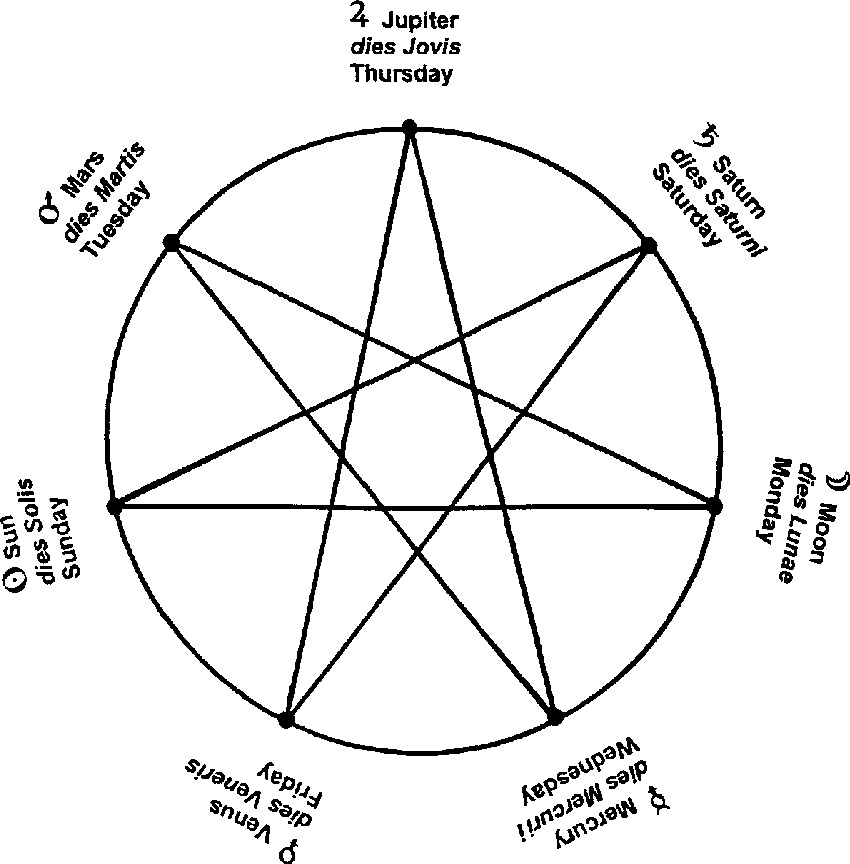 ♃ Jupiter
dies Jovis
Thursday
♄ Saturn
dies Saturni
Saturday
☽ Moon
dies Lunae
Monday
☿ Mercury
dies Mercurii
Wednesday
♀ Venus
dies Veneris
Friday
☉ Sun
dies Solis
Sunday
♂ Mars
dies Martis
Tuesday